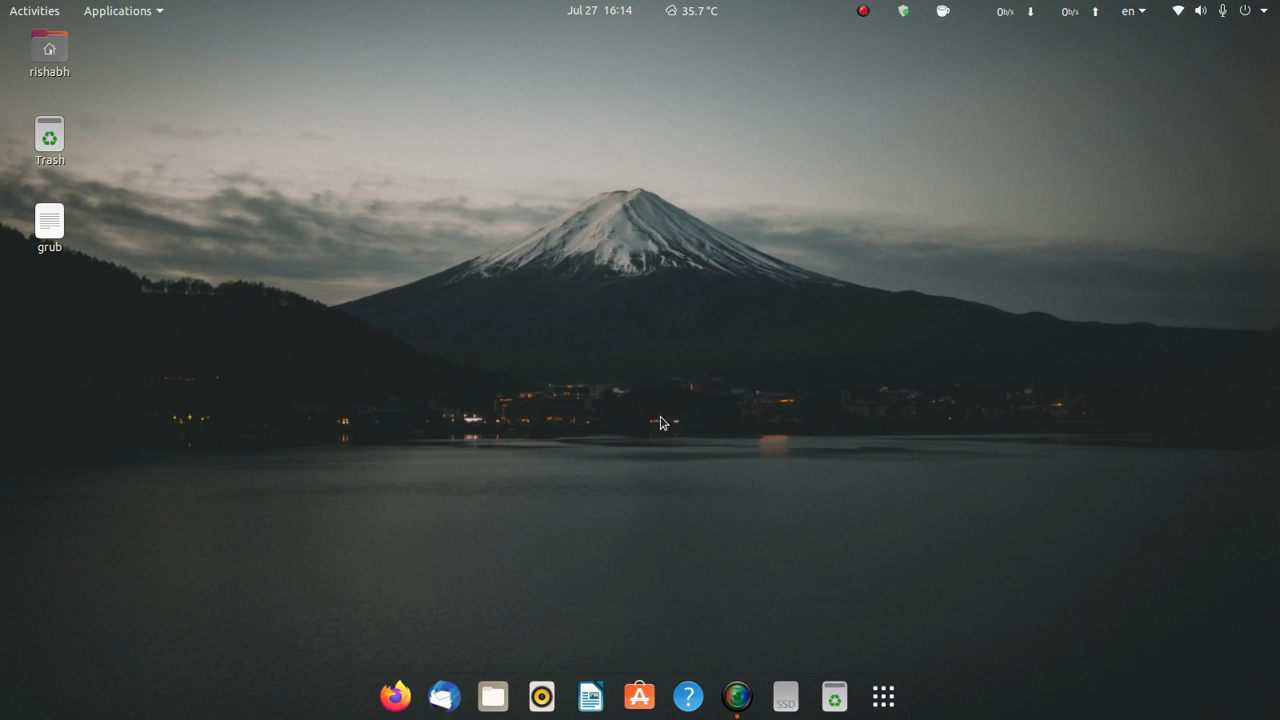 Activities Applications Jul 27 16:14 35.7 °C 0b/s 0b/s en
rishabh
Trash
grub
SSD